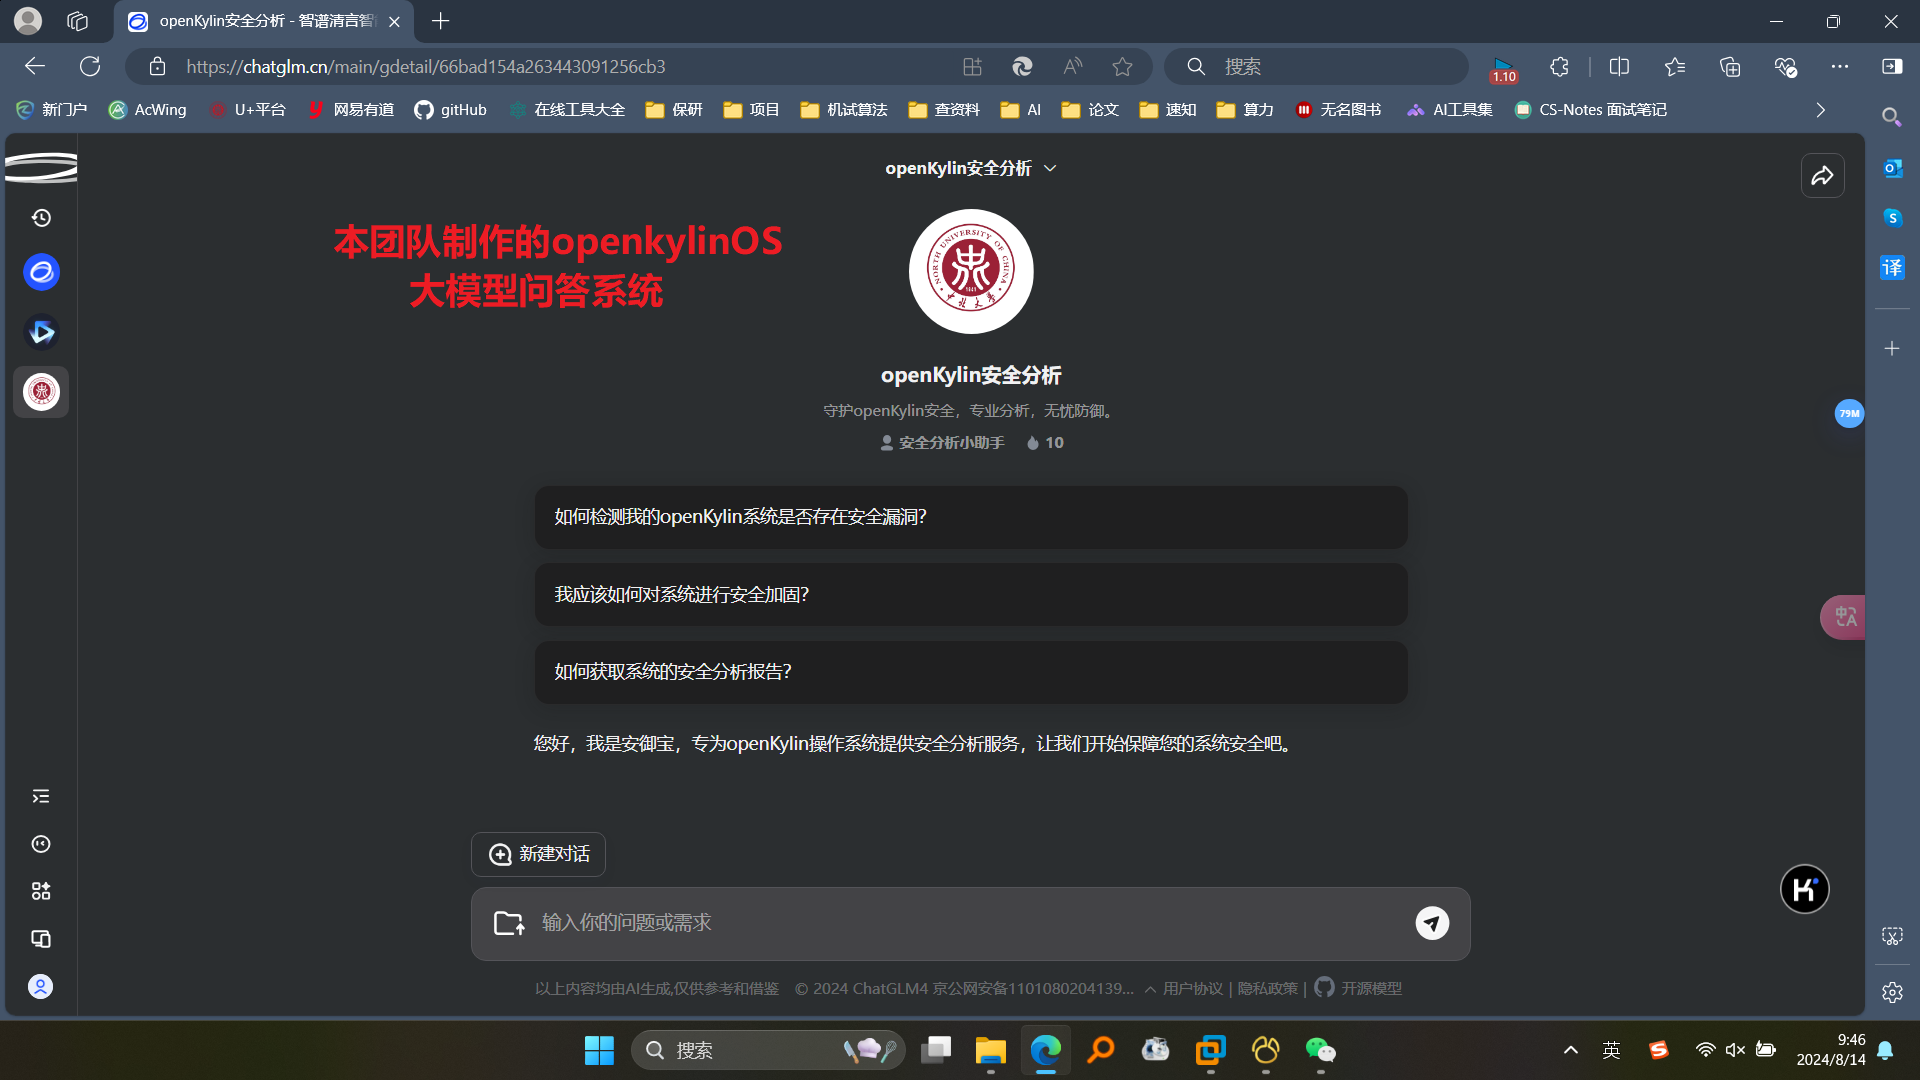 openKylin安全分析 - 智谱清言智
https://chatglm.cn/main/gdetail/66bad154a263443091256cb3
搜索
1.10
新门户
AcWing
U+平台
网易有道
gitHub
在线工具大全
保研
项目
机试算法
查资料
AI
论文
速知
算力
无名图书
AI工具集
CS-Notes 面试笔记
openKylin安全分析
本团队制作的openkylinOS
大模型问答系统
NORTH UNIVERSITY OF CHINA
1941
中北大学
openKylin安全分析
守护openKylin安全，专业分析，无忧防御。
安全分析小助手
10
79M
译
如何检测我的openKylin系统是否存在安全漏洞？
我应该如何对系统进行安全加固？
如何获取系统的安全分析报告？
您好，我是安御宝，专为openKylin操作系统提供安全分析服务，让我们开始保障您的系统安全吧。
新建对话
输入你的问题或需求
以上内容均由AI生成,仅供参考和借鉴
© 2024 ChatGLM4 京公网安备1101080204139...
用户协议 | 隐私政策 |
开源模型
搜索
英
9:46
2024/8/14